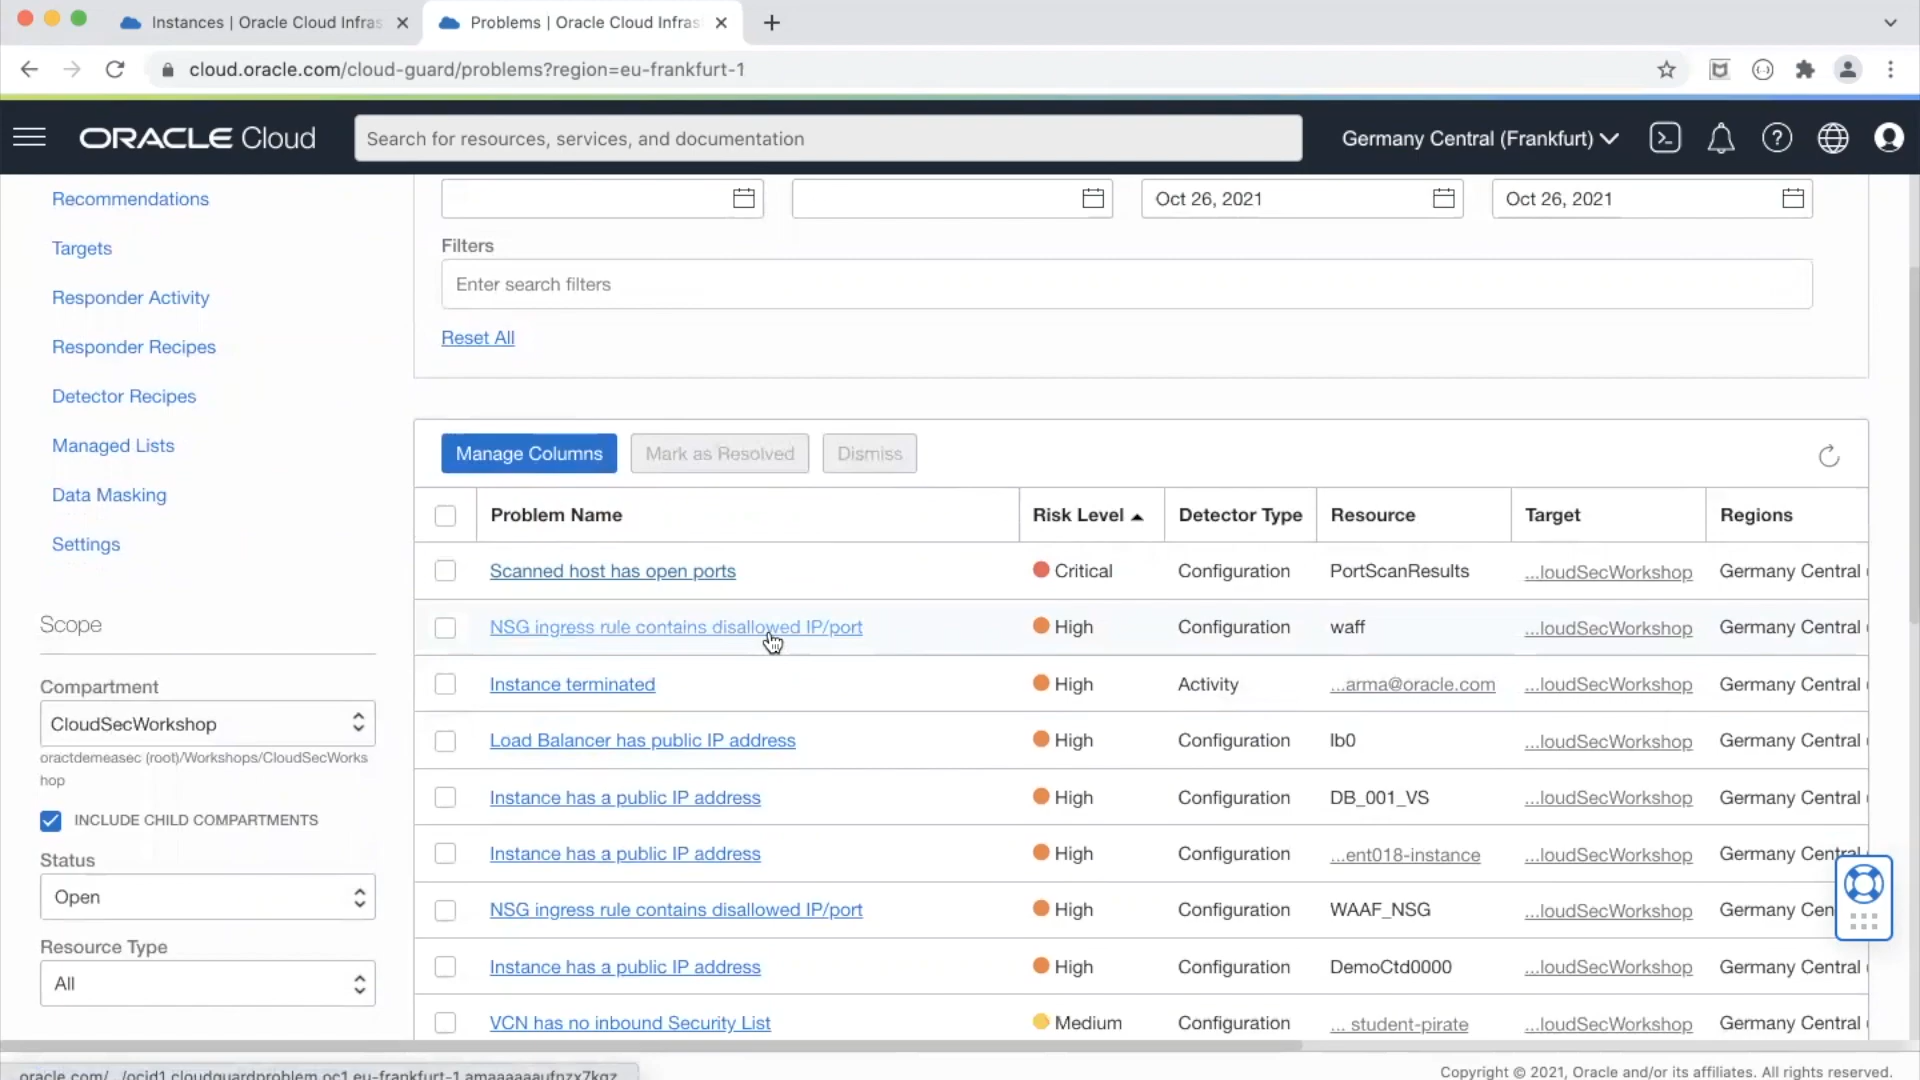 Instances | Oracle Cloud Infras
Problems | Oracle Cloud Infras
cloud.oracle.com/cloud-guard/problems?region=eu-frankfurt-1
ORACLE Cloud
Search for resources, services, and documentation
Germany Central (Frankfurt)
Recommendations
Targets
Responder Activity
Responder Recipes
Detector Recipes
Managed Lists
Data Masking
Settings
Scope
Compartment
CloudSecWorkshop
oractdemeasec (root)/Workshops/CloudSecWorks
hop
INCLUDE CHILD COMPARTMENTS
Status
Open
Resource Type
All
Oct 26, 2021
Oct 26, 2021
Filters
Enter search filters
Reset All
Manage Columns Mark as Resolved Dismiss
Problem Name Risk Level Detector Type Resource Target Regions
Scanned host has open ports Critical Configuration PortScanResults ...loudSecWorkshop Germany Central
NSG ingress rule contains disallowed IP/port High Configuration waff ...loudSecWorkshop Germany Central
Instance terminated High Activity ...arma@oracle.com ...loudSecWorkshop Germany Central
Load Balancer has public IP address High Configuration lb0 ...loudSecWorkshop Germany Central
Instance has a public IP address High Configuration DB_001_VS ...loudSecWorkshop Germany Central
Instance has a public IP address High Configuration ...ent018-instance ...loudSecWorkshop Germany Central
NSG ingress rule contains disallowed IP/port High Configuration WAAF_NSG ...loudSecWorkshop Germany Cen
Instance has a public IP address High Configuration DemoCtd0000 ...loudSecWorkshop Germany Central
VCN has no inbound Security List Medium Configuration ... student-pirate ...loudSecWorkshop Germany Central
Copyright © 2021, Oracle and/or its affiliates. All rights reserved.